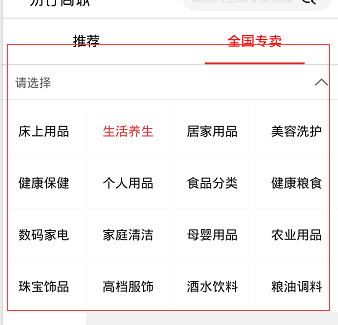 推荐 全国专卖
请选择
床上用品 生活养生 居家用品 美容洗护
健康保健 个人用品 食品分类 健康粮食
数码家电 家庭清洁 母婴用品 农业用品
珠宝饰品 高档服饰 酒水饮料 粮油调料